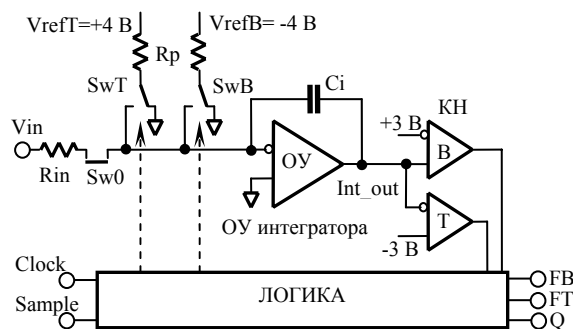 VrefT=+4 В
VrefB= -4 В
Rp
SwT
SwB
Ci
Vin
Rin
Sw0
ОУ
ОУ интегратора
Int_out
КН
+3 В
В
Т
-3 В
Clock
Sample
ЛОГИКА
FB
FT
Q